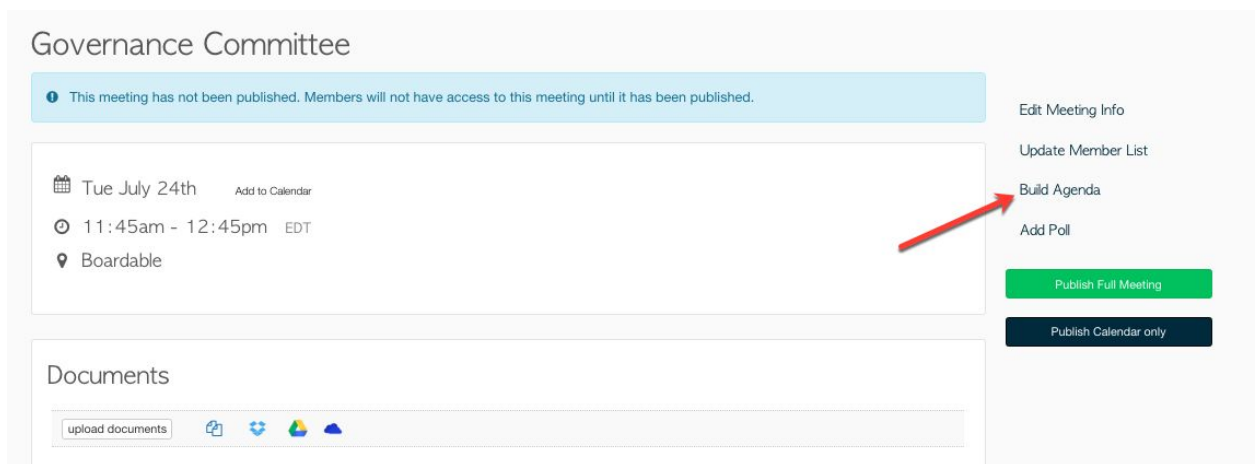 Governance Committee
This meeting has not been published. Members will not have access to this meeting until it has been published.
Tue July 24th Add to Calendar
11:45am - 12:45pm EDT
Boardable
Documents
upload documents
Edit Meeting Info
Update Member List
Build Agenda
Add Poll
Publish Full Meeting
Publish Calendar only